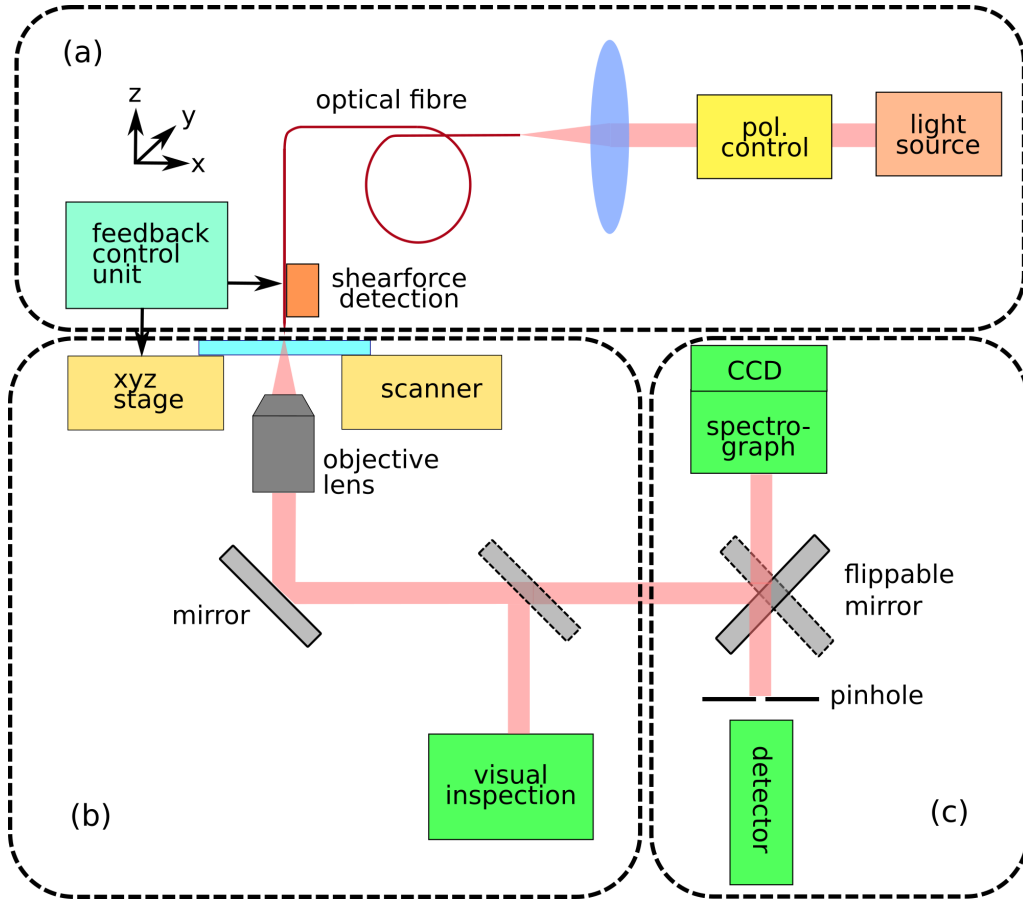 (a)
z
y
x
optical fibre
pol.
control
light
source
feedback
control
unit
shearforce
detection
xyz
stage
scanner
objective
lens
mirror
visual
inspection
(b)
CCD
spectro-
graph
flippable
mirror
pinhole
detector
(c)